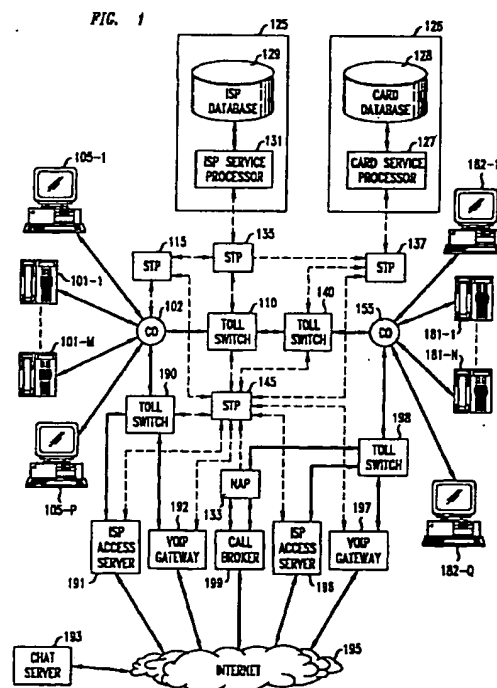 FIG. 1
125
126
129
128
ISP
DATABASE
CARD
DATABASE
131
127
105-1
ISP SERVICE
PROCESSOR
CARD SERVICE
PROCESSOR
182-1
115
135
137
STP
STP
STP
101-1
102
110
140
155
181-1
CO
TOLL
SWITCH
TOLL
SWITCH
CO
101-M
181-N
190
145
TOLL
SWITCH
STP
198
TOLL
SWITCH
105-P
NAP
192
133
197
182-Q
ISP
ACCESS
SERVER
VOIP
GATEWAY
CALL
BROKER
ISP
ACCESS
SERVER
VOIP
GATEWAY
191
199
196
193
195
CHAT
SERVER
INTERNET